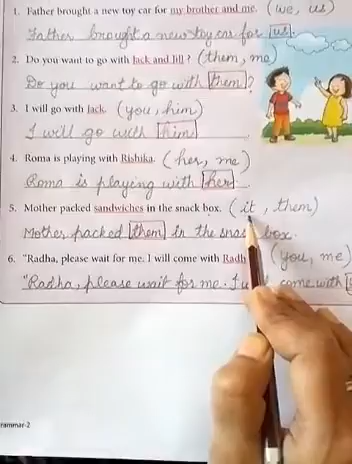 1. Father brought a new toy car for my brother and me. (we, us)
Father brought a new toy car for us.
2. Do you want to go with Jack and Jill? (them, me)
Do you want to go with them?
3. I will go with Jack. (you, him)
I will go with him
4. Roma is playing with Rishika. (her, me)
Roma is playing with her.
5. Mother packed sandwiches in the snack box. (it, them)
Mother packed them in the snack box.
6. "Radha, please wait for me. I will come with Radh (you, me)
"Radha, please wait for me. I come with
rammar-2